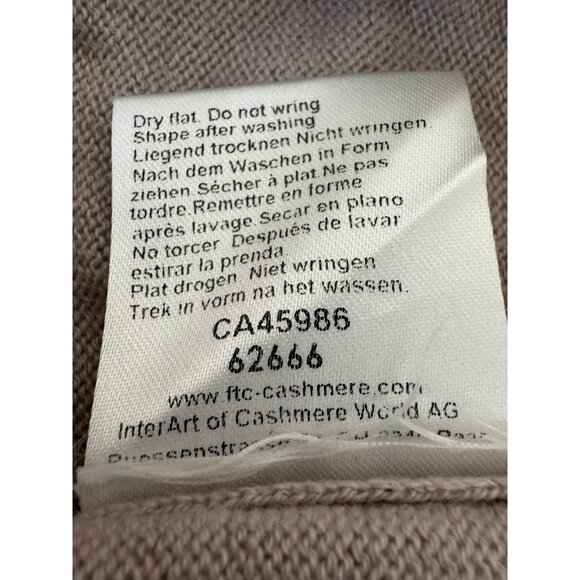 Dry flat. Do not wring
Shape after washing
Liegend trocknen Nicht wringen.
Nach dem Waschen in Form
ziehen.Sécher à plat.Ne pas
tordre.Remettre en forme
après lavage.Secar en plano
No torcer. Después de lavar
estirar la prenda
Plat drogen. Niet wringen
Trek in vorm na het wassen.
CA45986
62666
www.ftc-cashmere.com
InterArt of Cashmere World AG